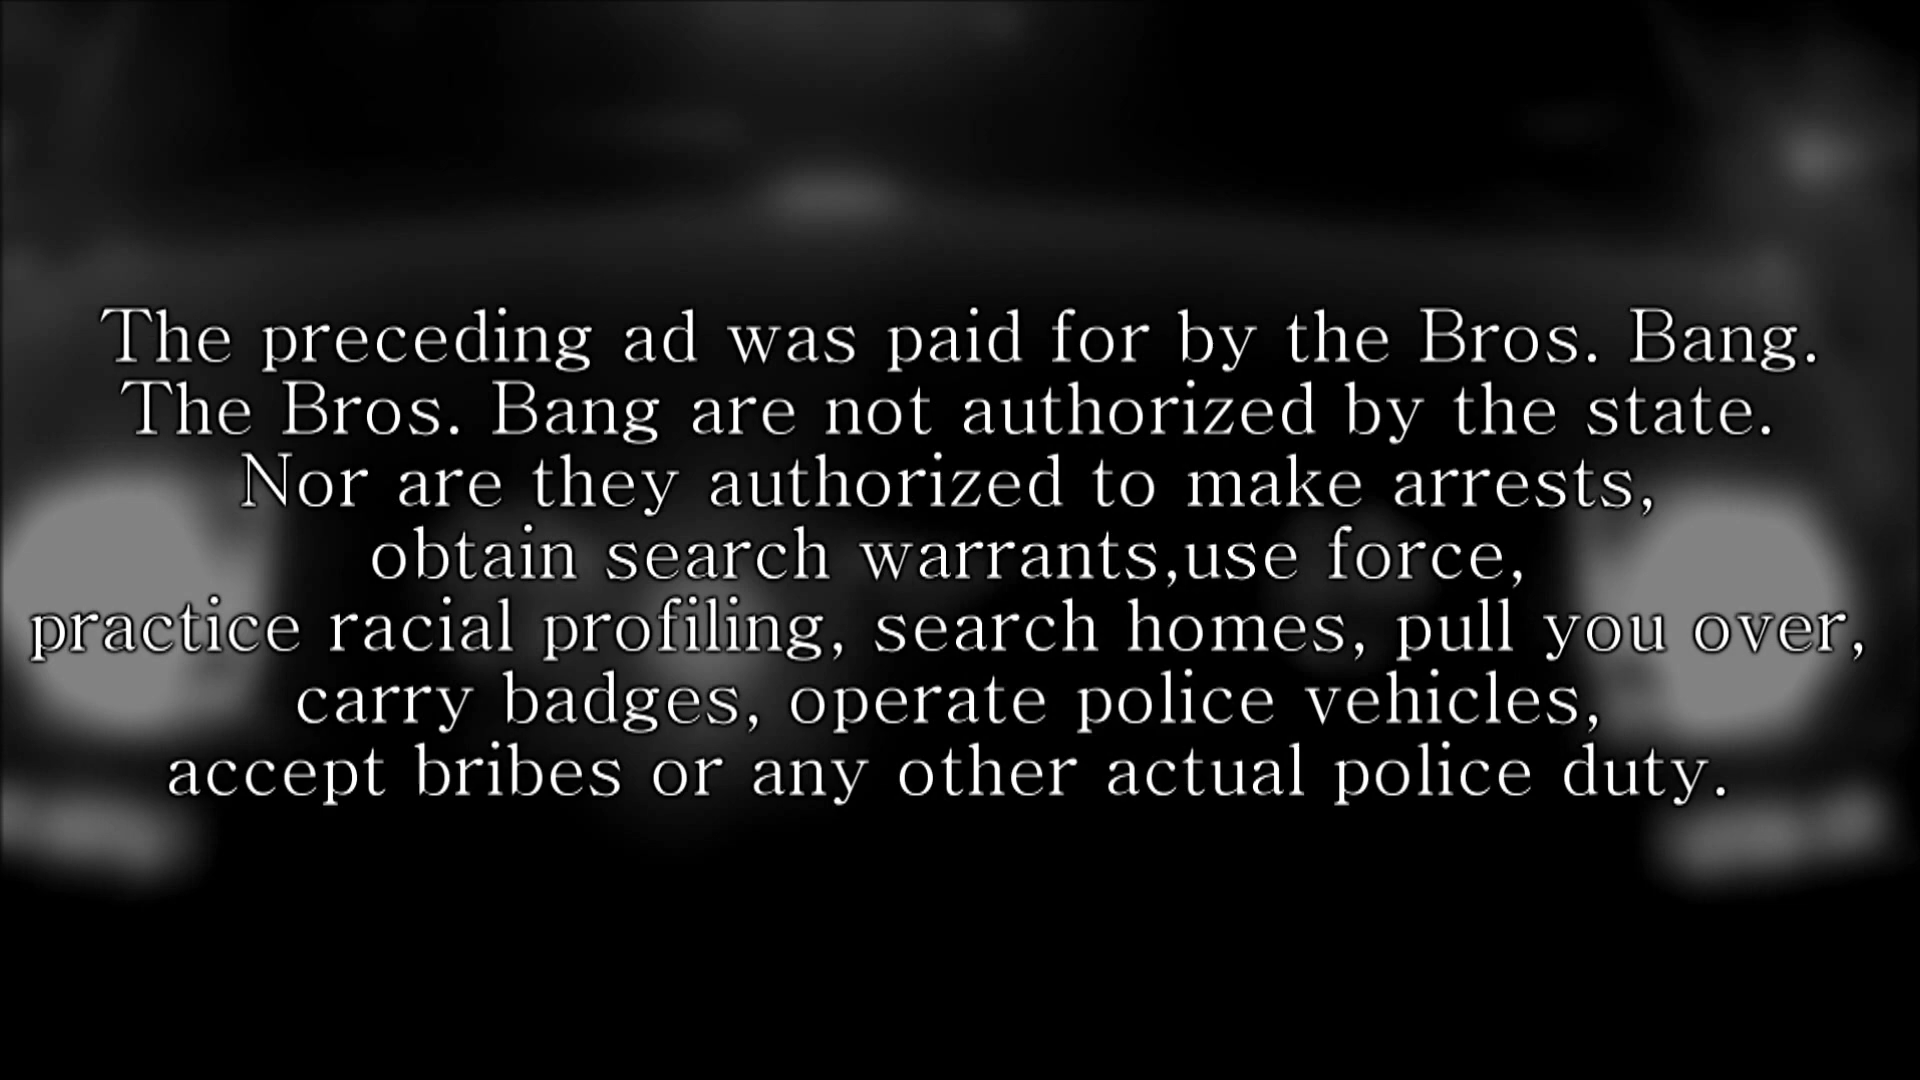 The preceding ad was paid for by the Bros. Bang.
The Bros. Bang are not authorized by the state.
Nor are they authorized to make arrests,
obtain search warrants,use force,
practice racial profiling, search homes, pull you over,
carry badges, operate police vehicles,
accept bribes or any other actual police duty.